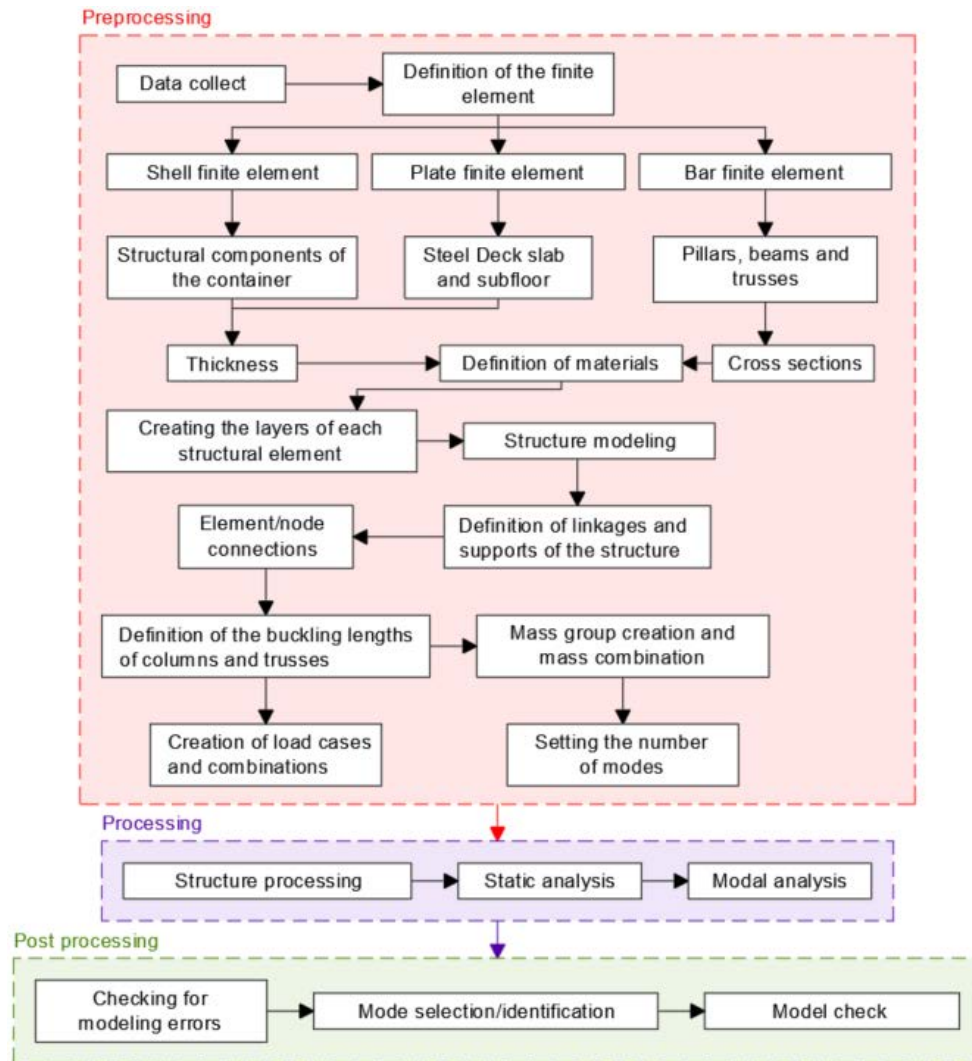 Preprocessing
Data collect
Definition of the finite
element
Shell finite element
Plate finite element
Bar finite element
Structural components of
the container
Steel Deck slab
and subfloor
Pillars, beams and
trusses
Thickness
Definition of materials
Cross sections
Creating the layers of each
structural element
Structure modeling
Element/node
connections
Definition of linkages and
supports of the structure
Definition of the buckling lengths
of columns and trusses
Mass group creation and
mass combination
Creation of load cases
and combinations
Setting the number
of modes
Processing
Structure processing
Static analysis
Modal analysis
Post processing
Checking for
modeling errors
Mode selection/identification
Model check